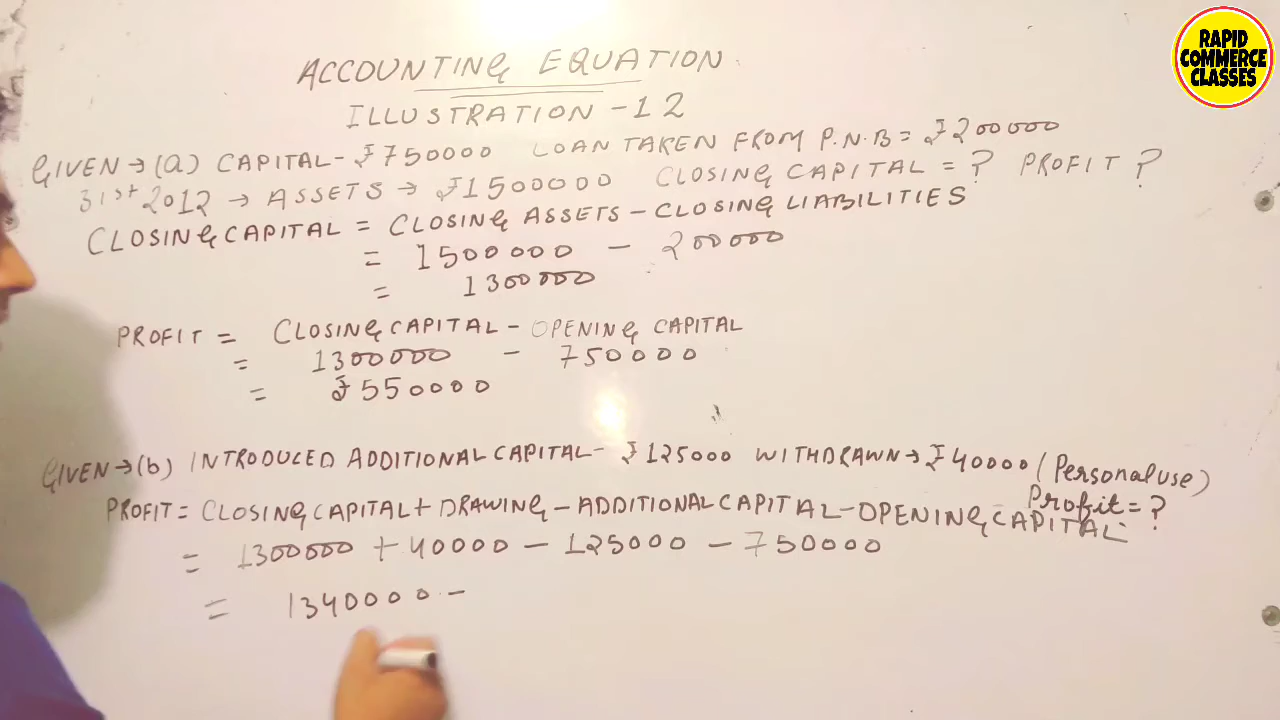 RAPID
COMMERCE
CLASSES
ACCOUNTING EQUATION
ILLUSTRATION -12
GIVEN → (a) CAPITAL - ₹750000 LOAN TAKEN FROM P.N.B = ₹200000
31st 2012 → ASSETS → ₹1500000 CLOSING CAPITAL = ? PROFIT ?
CLOSING CAPITAL = CLOSING ASSETS - CLOSING LIABILITIES
= 1500000 - 200000
= 1300000
PROFIT = CLOSING CAPITAL - OPENING CAPITAL
= 1300000 - 750000
= ₹550000
GIVEN → (b) INTRODUCED ADDITIONAL CAPITAL - ₹125000 WITHDRAWN → ₹40000 (Personal use)
Profit = ?
PROFIT = CLOSING CAPITAL + DRAWING - ADDITIONAL CAPITAL - OPENING CAPITAL
= 1300000 + 40000 - 125000 - 750000
= 1340000 -